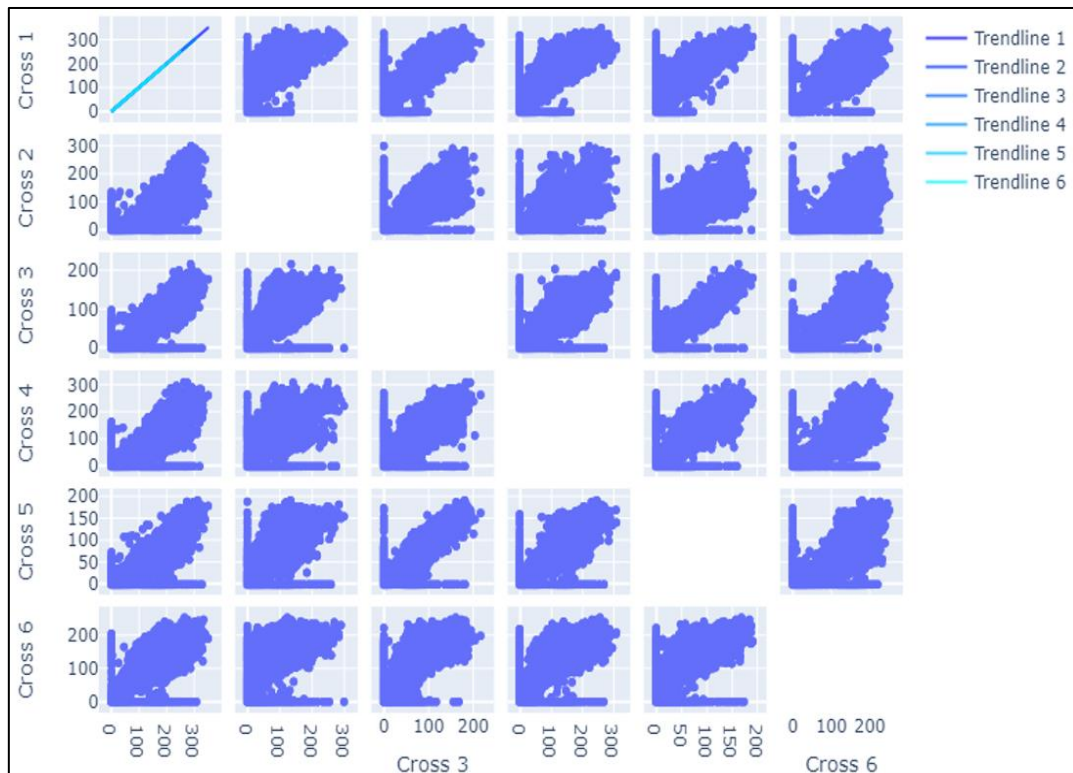 Cross 1
300
200
100
0
Trendline 1
Trendline 2
Trendline 3
Trendline 4
Trendline 5
Trendline 6
Cross 2
300
200
100
0
Cross 3
200
100
0
Cross 4
300
200
100
0
Cross 5
200
150
100
50
0
Cross 6
200
100
0
0 100 200 300
0 100 200 300
0 100 200
0 100 200 300
0 50 100 150 200
0 100 200
Cross 3 Cross 6